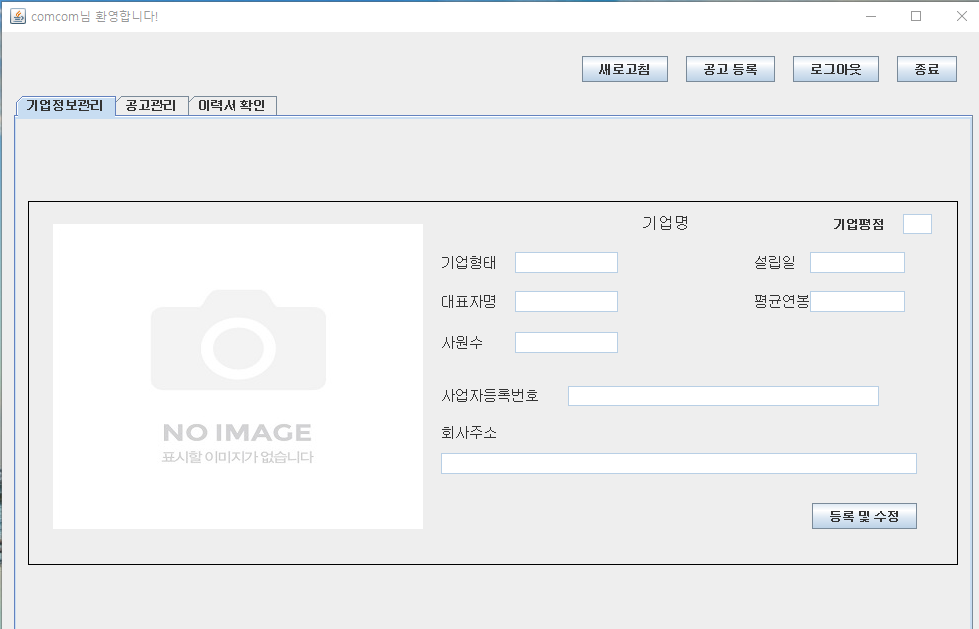 comcom님 환영합니다!
새로고침 공고 등록 로그아웃 종료
기업정보관리 공고관리 이력서 확인
기업명 기업평점
기업형태 설립일
대표자명 평균연봉
사원수
사업자등록번호
회사주소
NO IMAGE
표시할 이미지가 없습니다
등록 및 수정